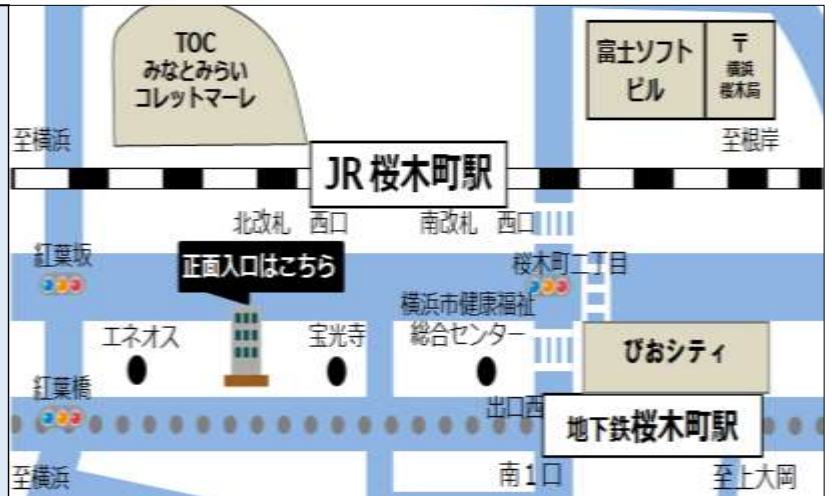 TOC
みなとみらい
コレットマーレ
富士ソフト
ビル
〒
横浜
桜木局
至横浜
至根岸
JR 桜木町駅
北改札 西口
南改札 西口
紅葉坂
正面入口はこちら
桜木町二丁目
エネオス
宝光寺
横浜市健康福祉
総合センター
ぴおシティ
紅葉橋
出口西
地下鉄桜木町駅
至横浜
南1口
至上大岡